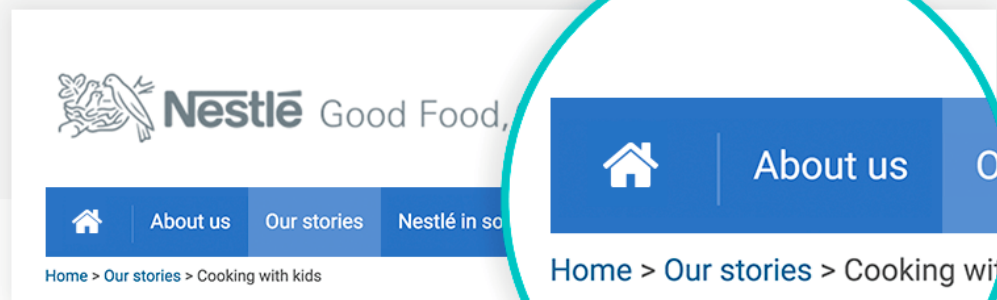 Nestlé Good Food,
About us Our stories Nestlé in so
Home > Our stories > Cooking with kids
About us
Home > Our stories > Cooking wit